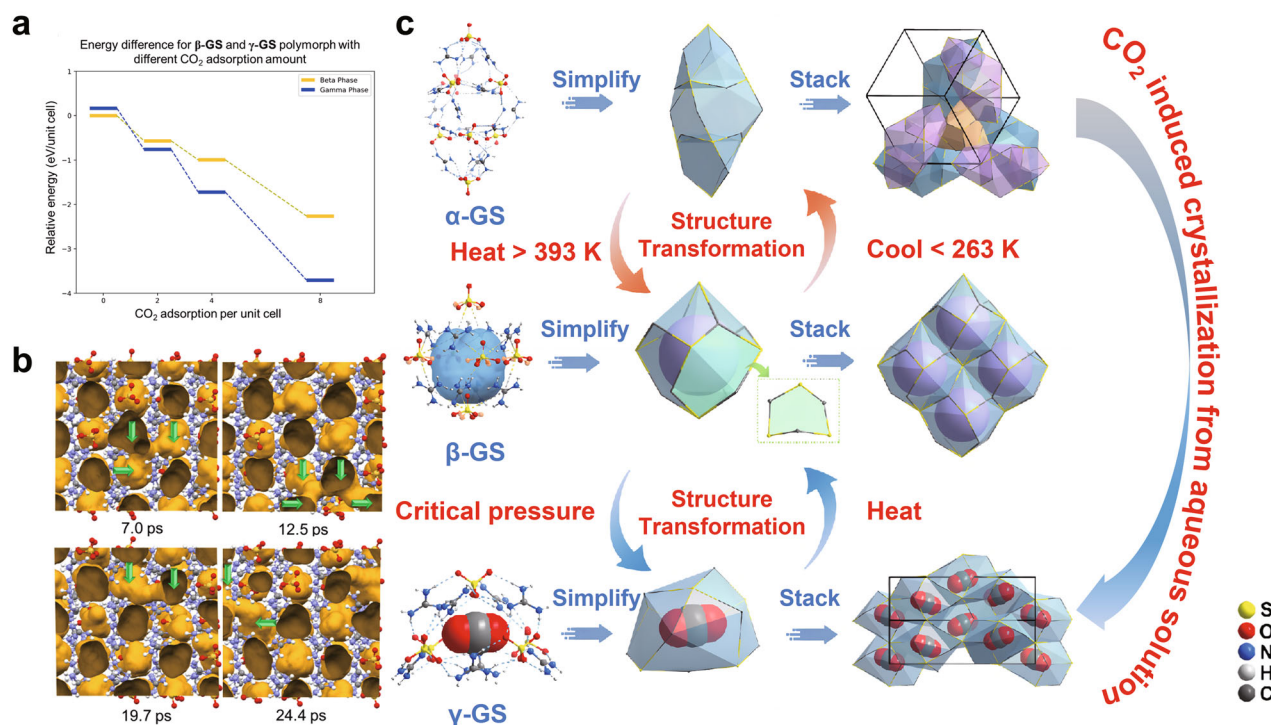 a
Energy difference for β-GS and γ-GS polymorph with
different CO₂ adsorption amount
Beta Phase
Gamma Phase
Relative energy (eV/unit cell)
1
0
−1
−2
−3
−4
0
2
4
8
CO₂ adsorption per unit cell
b
7.0 ps
12.5 ps
19.7 ps
24.4 ps
c
Simplify
Stack
α-GS
Heat > 393 K
Structure
Transformation
Cool < 263 K
Simplify
Stack
β-GS
Critical pressure
Structure
Transformation
Heat
Simplify
Stack
γ-GS
CO₂ induced crystallization from aqueous solution
S
O
N
H
C